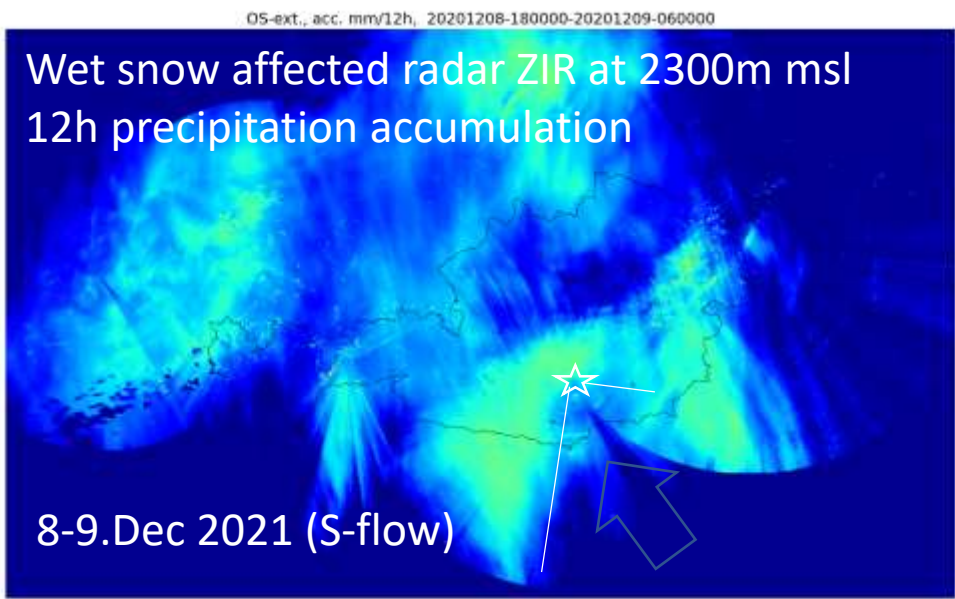 OS-ext., acc. mm/12h, 20201208-180000-20201209-060000
Wet snow affected radar ZIR at 2300m msl
12h precipitation accumulation
8-9.Dec 2021 (S-flow)